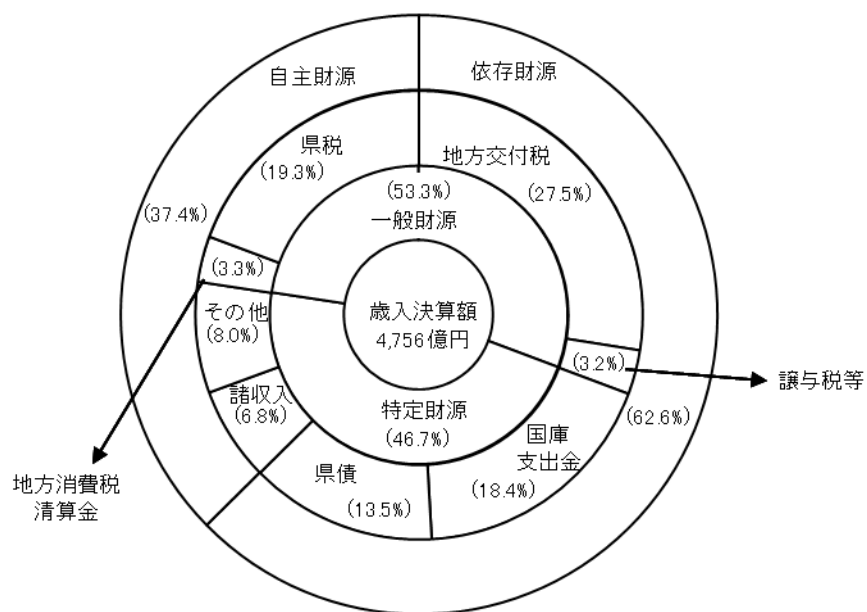 自主財源
依存財源
県税
(19.3%)
地方交付税
(27.5%)
(53.3%)
一般財源
(37.4%)
(3.3%)
歳入決算額
4,756億円
その他
(8.0%)
(3.2%)
譲与税等
諸収入
(6.8%)
特定財源
(46.7%)
(62.6%)
国庫
支出金
(18.4%)
県債
(13.5%)
地方消費税
清算金